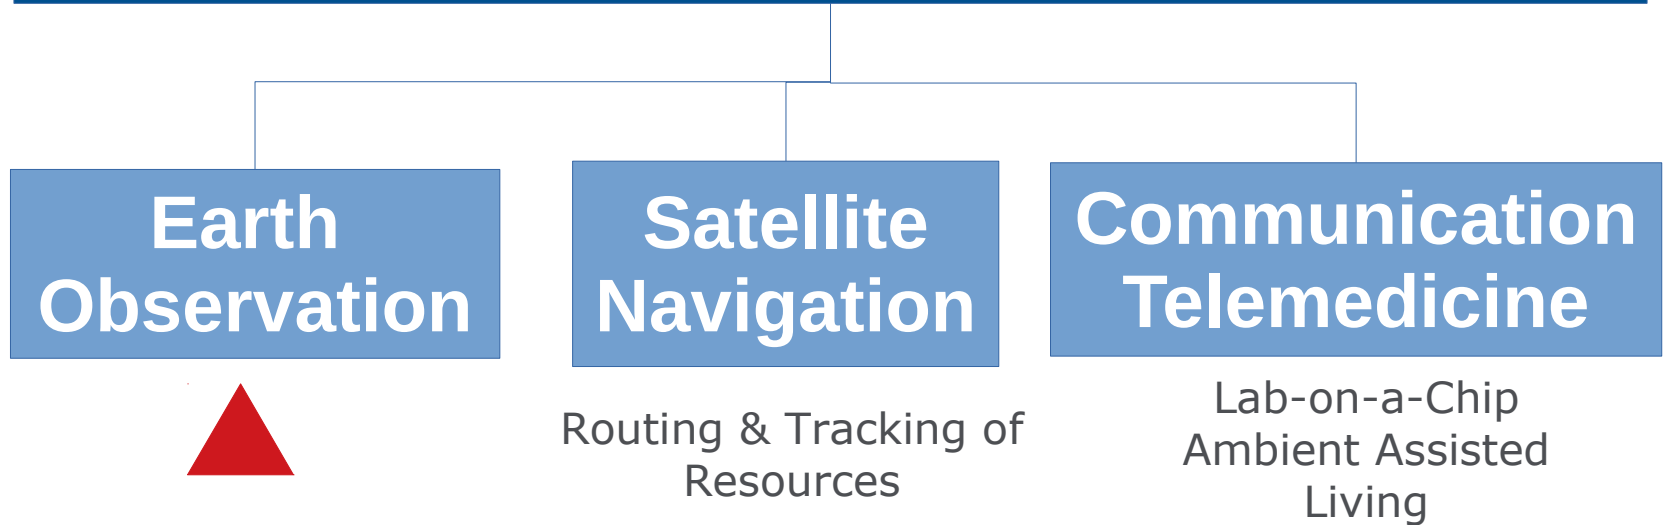 Earth
Observation
Satellite
Navigation
Communication
Telemedicine
Routing & Tracking of
Resources
Lab-on-a-Chip
Ambient Assisted
Living